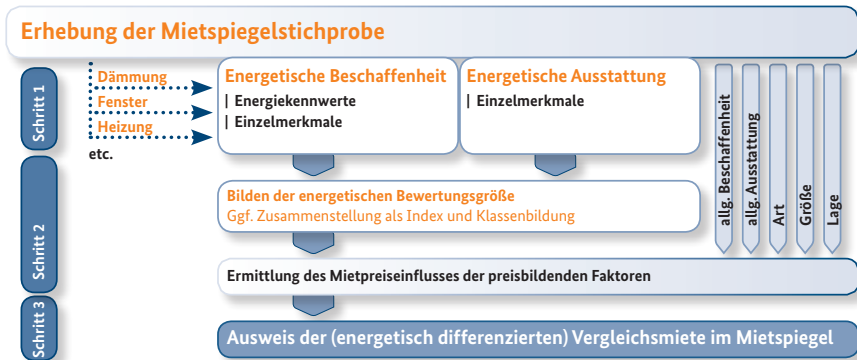 Erhebung der Mietspiegelstichprobe
Schritt 1
Dämmung
Fenster
Heizung
etc.
Energetische Beschaffenheit
| Energiekennwerte
| Einzelmerkmale
Energetische Ausstattung
| Einzelmerkmale
allg. Beschaffenheit
allg. Ausstattung
Art
Größe
Lage
Schritt 2
Bilden der energetischen Bewertungsgröße
Ggf. Zusammenstellung als Index und Klassenbildung
Ermittlung des Mietpreiseinflusses der preisbildenden Faktoren
Schritt 3
Ausweis der (energetisch differenzierten) Vergleichsmiete im Mietspiegel